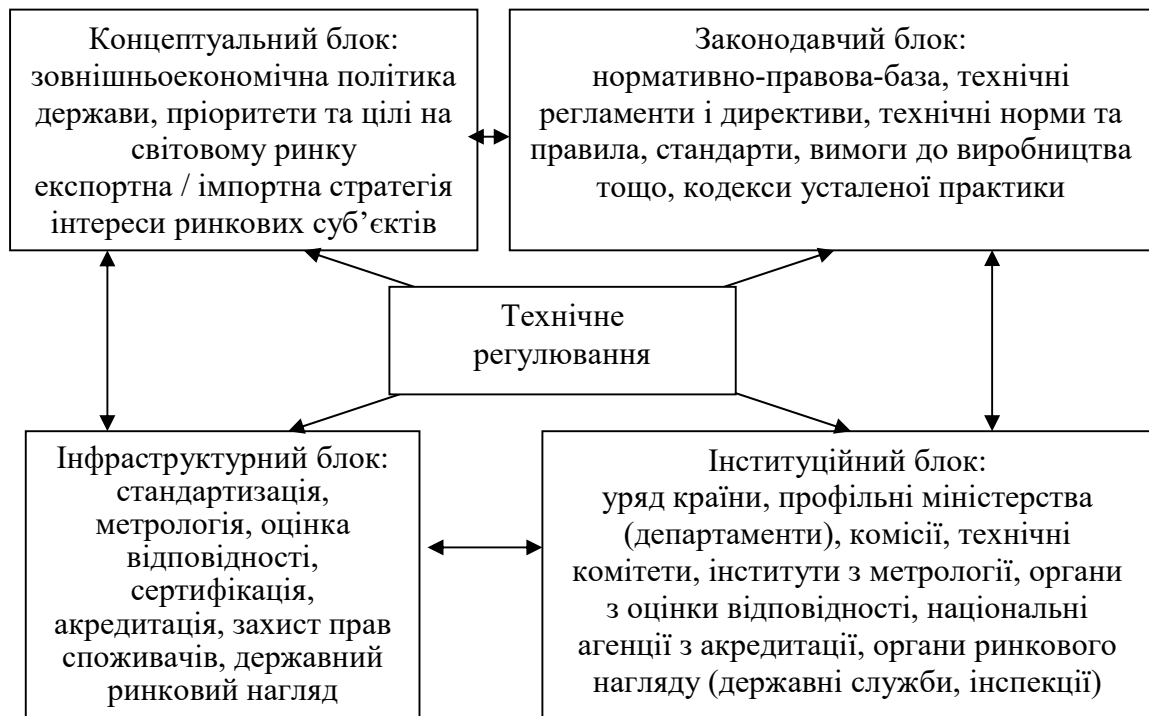 Концептуальний блок:
зовнішньоекономічна політика
держави, пріоритети та цілі на
світовому ринку
експортна / імпортна стратегія
інтереси ринкових суб’єктів
Законодавчий блок:
нормативно-правова-база, технічні
регламенти і директиви, технічні норми та
правила, стандарти, вимоги до виробництва
тощо, кодекси усталеної практики
Технічне
регулювання
Інфраструктурний блок:
стандартизація,
метрологія, оцінка
відповідності,
сертифікація,
акредитація, захист прав
споживачів, державний
ринковий нагляд
Інституційний блок:
уряд країни, профільні міністерства
(департаменти), комісії, технічні
комітети, інститути з метрології, органи
з оцінки відповідності, національні
агенції з акредитації, органи ринкового
нагляду (державні служби, інспекції)